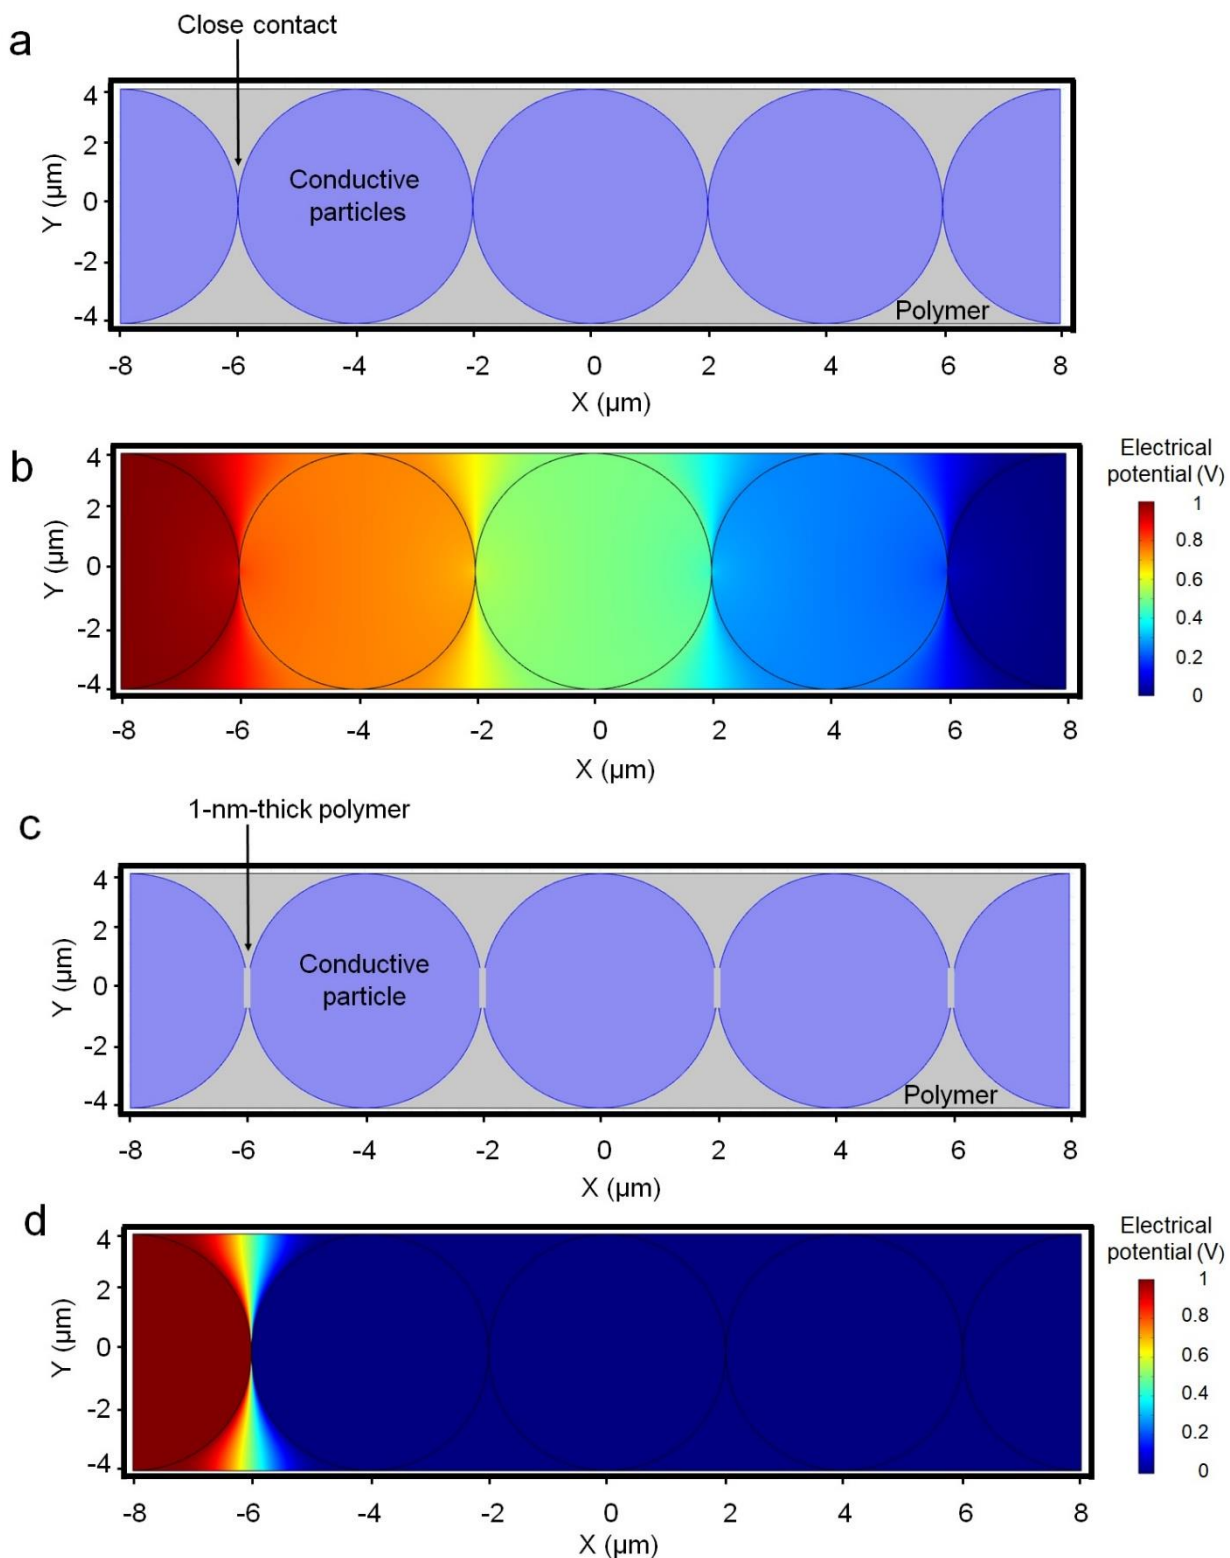 a
Close contact
4
2
0
-2
-4
Y (µm)
Conductive
particles
Polymer
-8 -6 -4 -2 0 2 4 6 8
X (µm)
b
Electrical
potential (V)
4
2
0
-2
-4
Y (µm)
1
0.8
0.6
0.4
0.2
0
-8 -6 -4 -2 0 2 4 6 8
X (µm)
c
1-nm-thick polymer
4
2
0
-2
-4
Y (µm)
Conductive
particle
Polymer
-8 -6 -4 -2 0 2 4 6 8
X (µm)
d
Electrical
potential (V)
4
2
0
-2
-4
Y (µm)
1
0.8
0.6
0.4
0.2
0
-8 -6 -4 -2 0 2 4 6 8
X (µm)